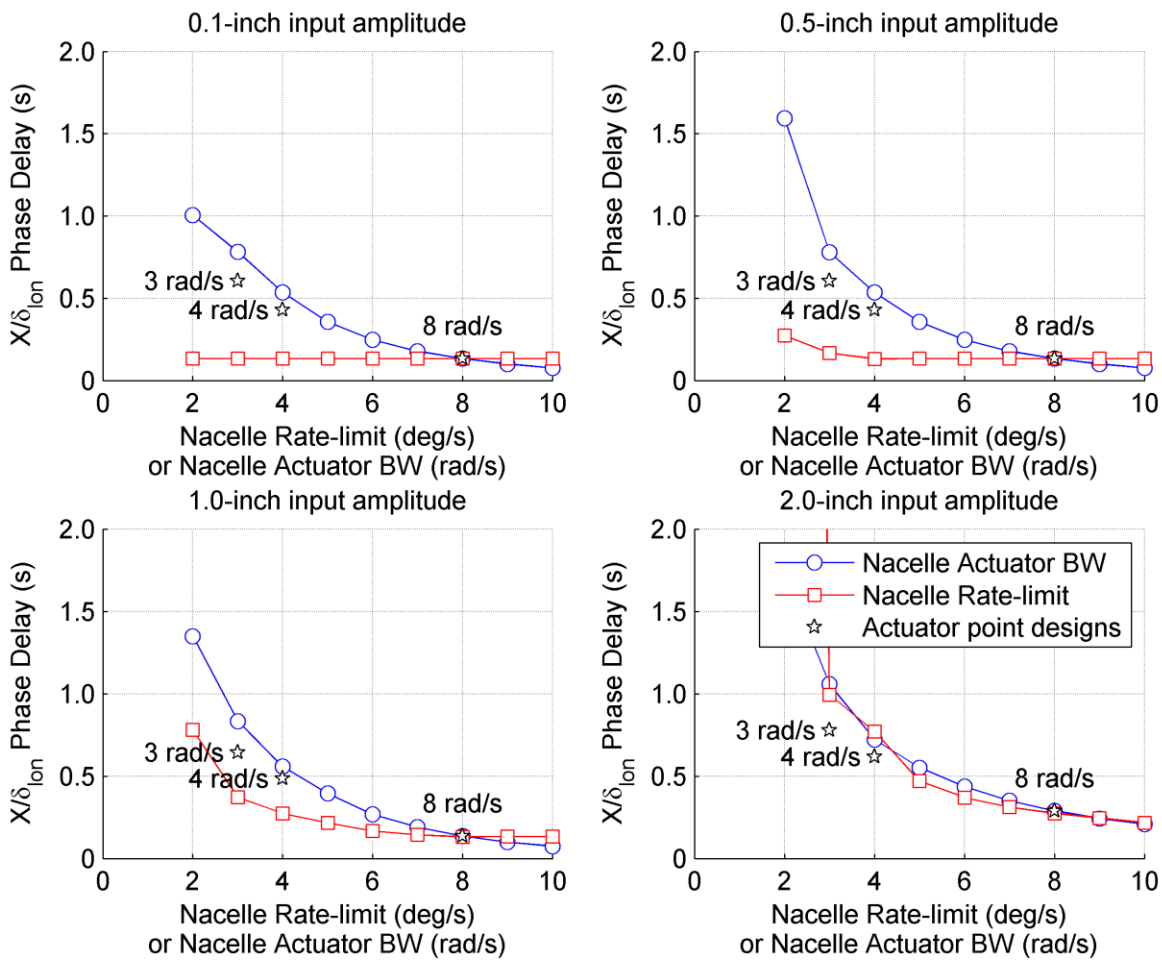 0.1-inch input amplitude
2.0
1.5
1.0
0.5
0
X/δlon Phase Delay (s)
3 rad/s
4 rad/s
8 rad/s
0 2 4 6 8 10
Nacelle Rate-limit (deg/s)
or Nacelle Actuator BW (rad/s)
0.5-inch input amplitude
2.0
1.5
1.0
0.5
0
X/δlon Phase Delay (s)
3 rad/s
4 rad/s
8 rad/s
0 2 4 6 8 10
Nacelle Rate-limit (deg/s)
or Nacelle Actuator BW (rad/s)
1.0-inch input amplitude
2.0
1.5
1.0
0.5
0
X/δlon Phase Delay (s)
3 rad/s
4 rad/s
8 rad/s
0 2 4 6 8 10
Nacelle Rate-limit (deg/s)
or Nacelle Actuator BW (rad/s)
2.0-inch input amplitude
2.0
1.5
1.0
0.5
0
X/δlon Phase Delay (s)
Nacelle Actuator BW
Nacelle Rate-limit
Actuator point designs
3 rad/s
4 rad/s
8 rad/s
0 2 4 6 8 10
Nacelle Rate-limit (deg/s)
or Nacelle Actuator BW (rad/s)